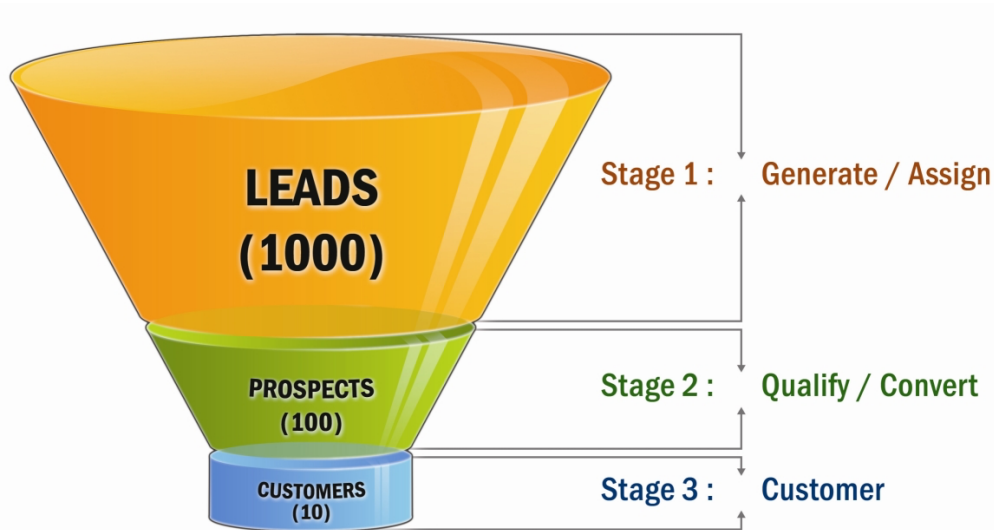 LEADS
(1000)
Stage 1 : Generate / Assign
PROSPECTS
(100)
Stage 2 : Qualify / Convert
CUSTOMERS
(10)
Stage 3 : Customer